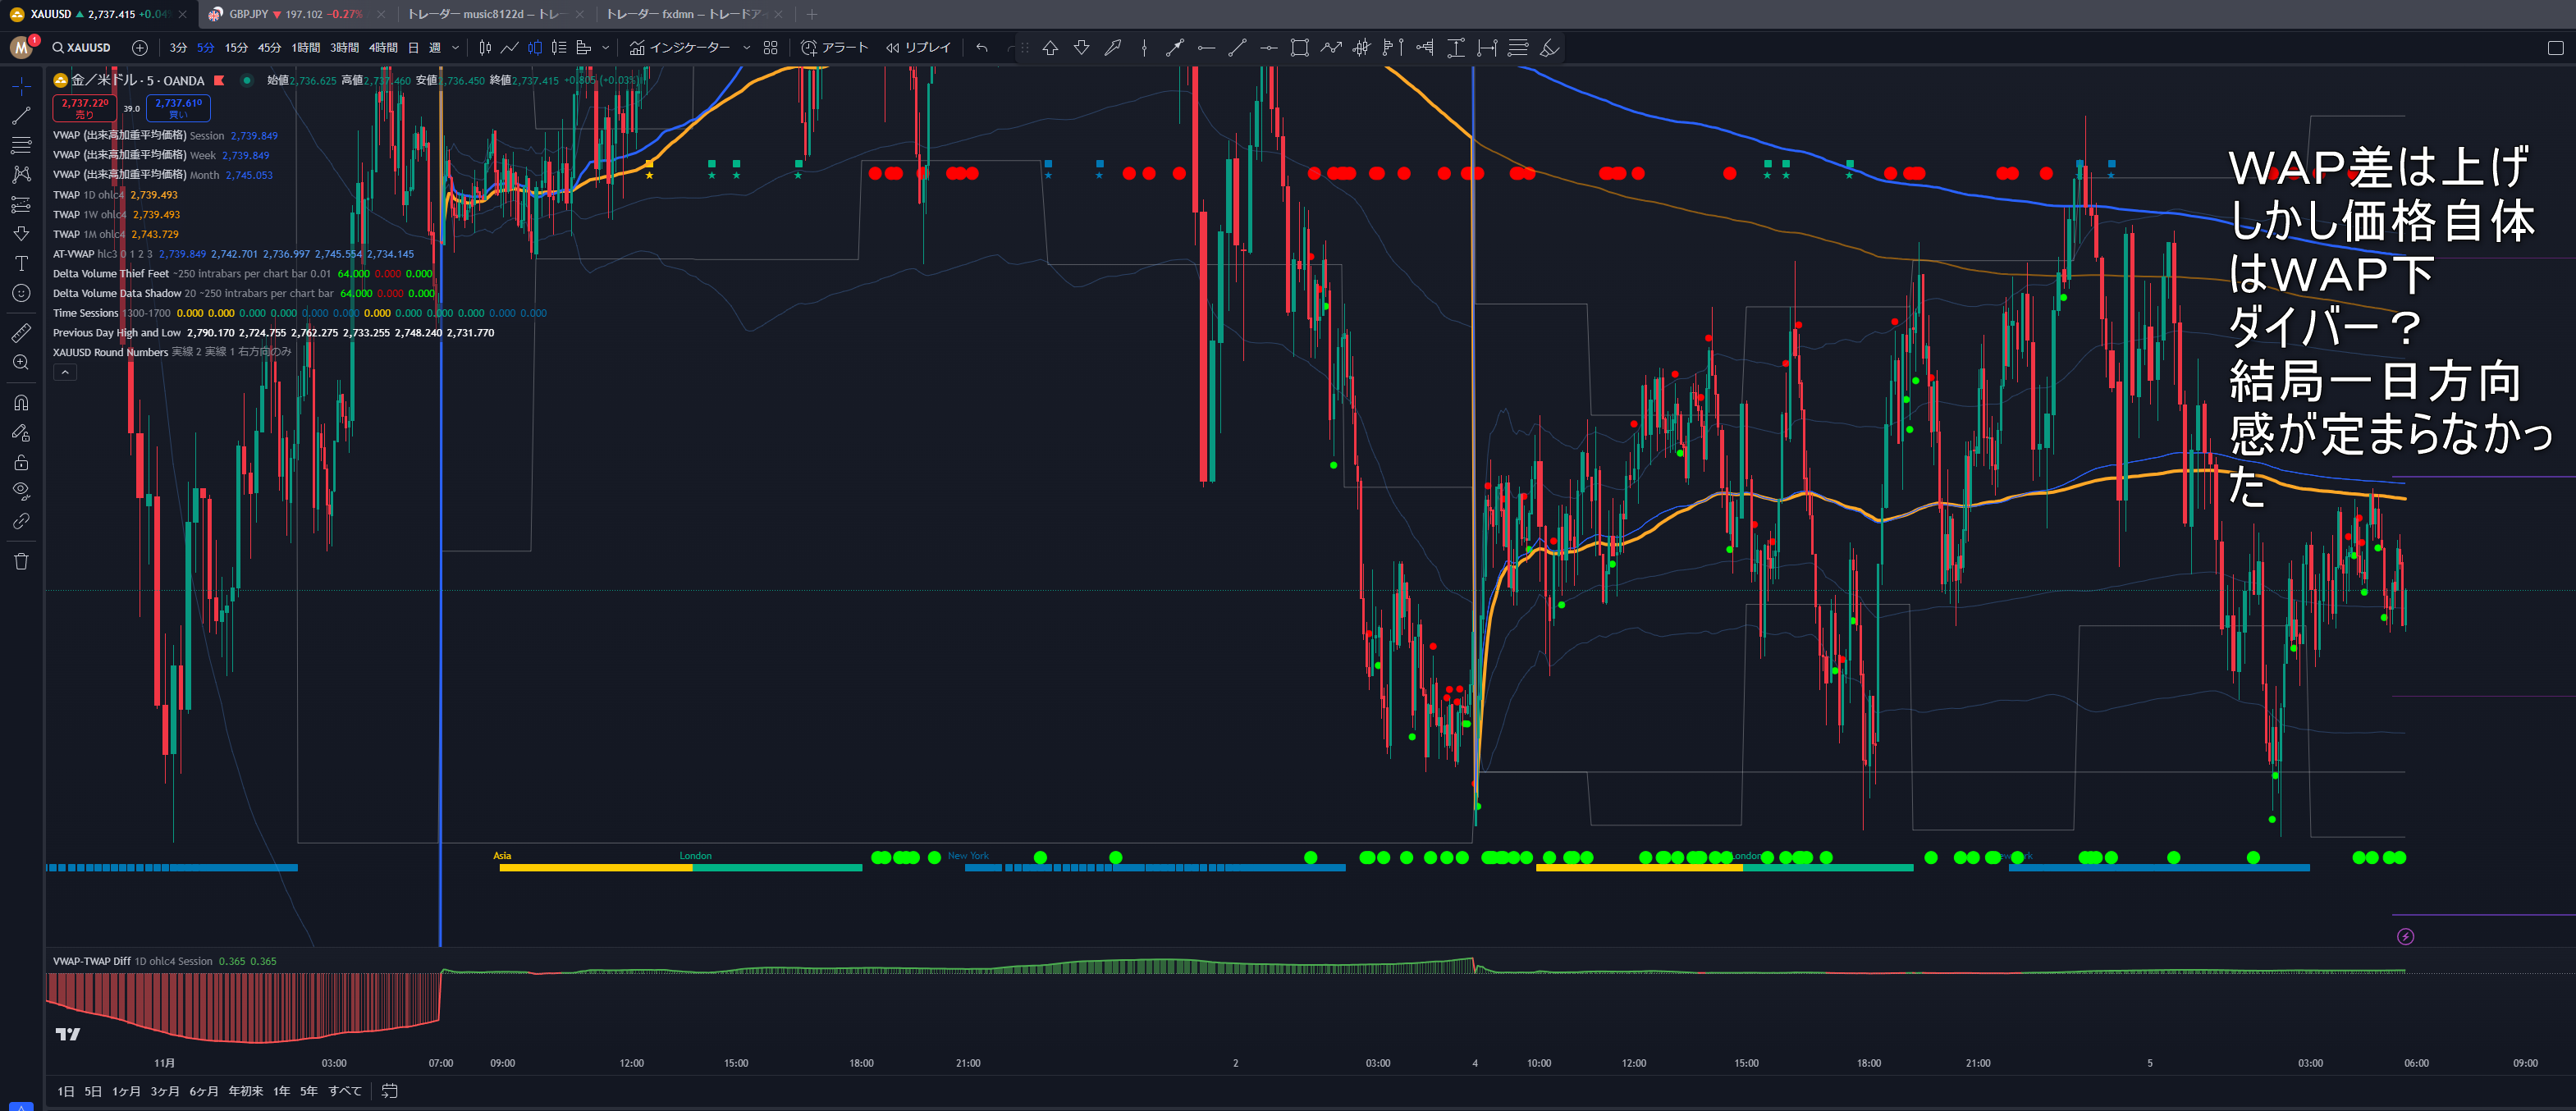 XAUUSD ▲ 2,737.415 +0.04
GBPJPY ▼ 197.102 −0.27%
トレーダー music8122d – トレー
トレーダー fxdmn – トレードア
M 1
XAUUSD
3分 5分 15分 45分 1時間 3時間 4時間 日 週
インジケーター
アラート
リプレイ
金／米ドル · 5 · OANDA
始値2,736.625 高値2,737.460 安値2,736.450 終値2,737.415 +0.805 (+0.03%)
2,737.220 売り
39.0
2,737.610 買い
VWAP (出来高加重平均価格) Session 2,739.849
VWAP (出来高加重平均価格) Week 2,739.849
VWAP (出来高加重平均価格) Month 2,745.053
TWAP 1D ohlc4 2,739.493
TWAP 1W ohlc4 2,739.493
TWAP 1M ohlc4 2,743.729
AT-VWAP hlc3 0 1 2 3 2,739.849 2,742.701 2,736.997 2,745.554 2,734.145
Delta Volume Thief Feet ~250 intrabars per chart bar 0.01 64.000 0.000 0.000
Delta Volume Data Shadow 20 ~250 intrabars per chart bar 64.000 0.000 0.000
Time Sessions 1300-1700 0.000 0.000 0.000 0.000 0.000 0.000 0.000 0.000 0.000 0.000 0.000 0.000
Previous Day High and Low 2,790.170 2,724.755 2,762.275 2,733.255 2,748.240 2,731.770
XAUUSD Round Numbers 実線 2 実線 1 右方向のみ
WAP差は上げ
しかし価格自体
はWAP下
ダイバー？
結局一日方向
感が定まらなかっ
た
Asia
London
New York
London
VWAP-TWAP Diff 1D ohlc4 Session 0.365 0.365
11月 03:00 07:00 09:00 12:00 15:00 18:00 21:00 2 03:00 4 10:00 12:00 15:00 18:00 21:00 5 03:00 06:00 09:00
1日 5日 1ヶ月 3ヶ月 6ヶ月 年初来 1年 5年 すべて